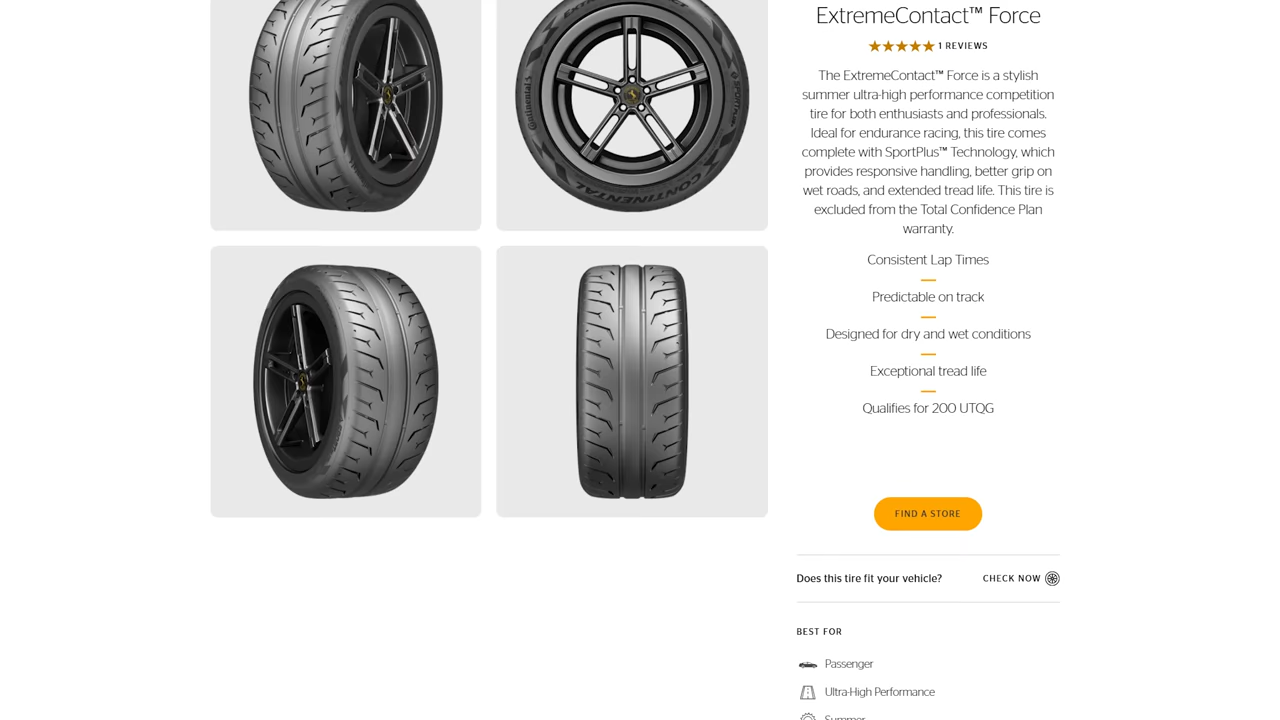 ExtremeContact™ Force
1 REVIEWS
The ExtremeContact™ Force is a stylish
summer ultra-high performance competition
tire for both enthusiasts and professionals.
Ideal for endurance racing, this tire comes
complete with SportPlus™ Technology, which
provides responsive handling, better grip on
wet roads, and extended tread life. This tire is
excluded from the Total Confidence Plan
warranty.
Consistent Lap Times
Predictable on track
Designed for dry and wet conditions
Exceptional tread life
Qualifies for 200 UTQG
FIND A STORE
Does this tire fit your vehicle?
CHECK NOW
BEST FOR
Passenger
Ultra-High Performance
Summer
Continental
CONTINENTAL